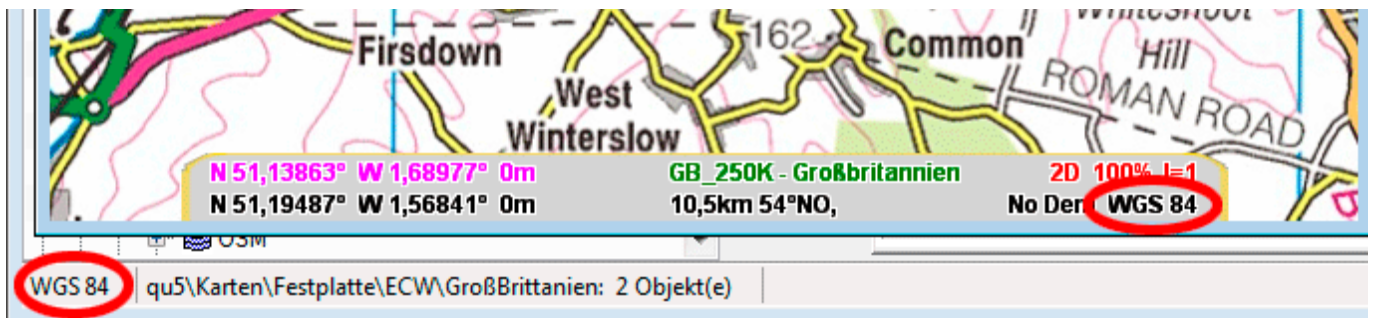 162
Common
Hill
Firsdown
ROMAN ROAD
West
Winterslow
N 51,13863° W 1,68977° 0m GB_250K - Großbritannien 2D 100% I=1
N 51,19487° W 1,56841° 0m 10,5km 54°NO, No Dem WGS 84
OSM
WGS 84 qu5\Karten\Festplatte\ECW\GroßBrittanien: 2 Objekt(e)